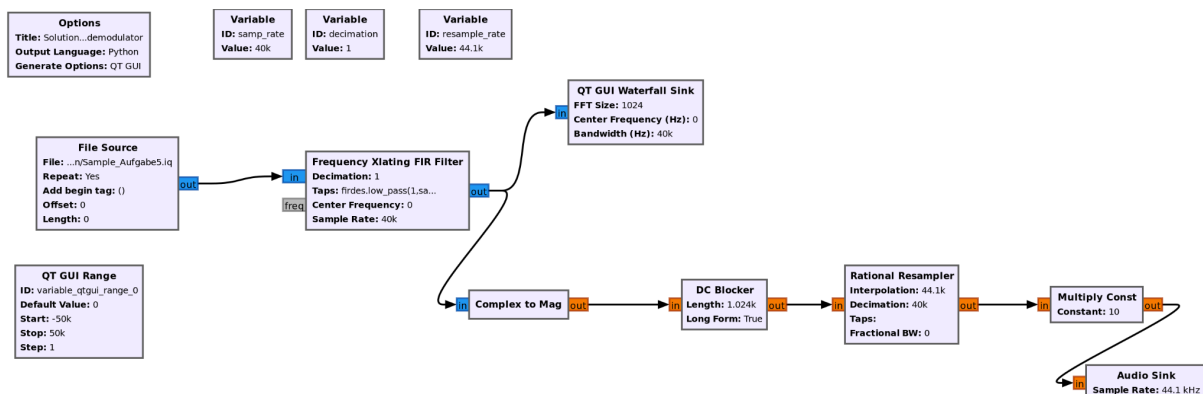 Options
Title: Solution...demodulator
Output Language: Python
Generate Options: QT GUI
Variable
ID: samp_rate
Value: 40k
Variable
ID: decimation
Value: 1
Variable
ID: resample_rate
Value: 44.1k
QT GUI Waterfall Sink
FFT Size: 1024
Center Frequency (Hz): 0
Bandwidth (Hz): 40k
in
File Source
File: ...n/Sample_Aufgabe5.iq
Repeat: Yes
Add begin tag: ()
Offset: 0
Length: 0
out
Frequency Xlating FIR Filter
Decimation: 1
Taps: firdes.low_pass(1,sa...
Center Frequency: 0
Sample Rate: 40k
in
freq
out
QT GUI Range
ID: variable_qtgui_range_0
Default Value: 0
Start: -50k
Stop: 50k
Step: 1
in
Complex to Mag
out
in
DC Blocker
Length: 1.024k
Long Form: True
out
in
Rational Resampler
Interpolation: 44.1k
Decimation: 40k
Taps:
Fractional BW: 0
out
in
Multiply Const
Constant: 10
out
in
Audio Sink
Sample Rate: 44.1 kHz